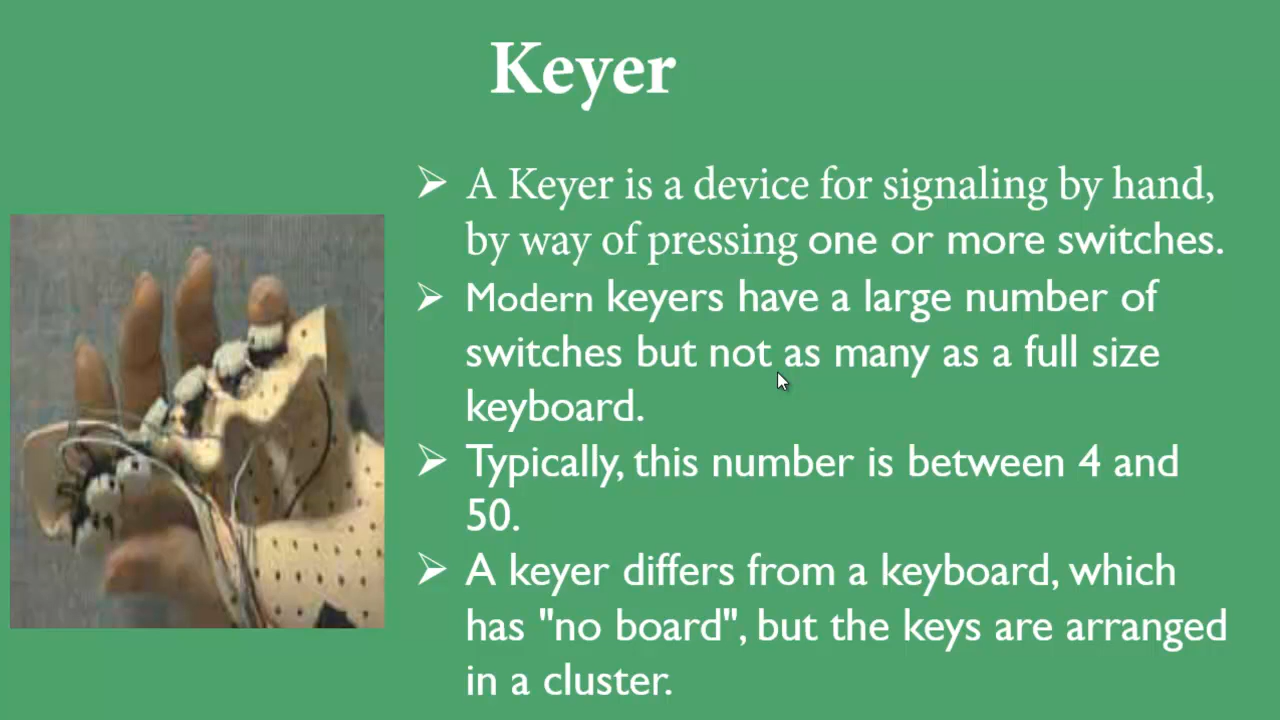 Keyer
➢ A Keyer is a device for signaling by hand,
by way of pressing one or more switches.
➢ Modern keyers have a large number of
switches but not as many as a full size
keyboard.
➢ Typically, this number is between 4 and
50.
➢ A keyer differs from a keyboard, which
has "no board", but the keys are arranged
in a cluster.